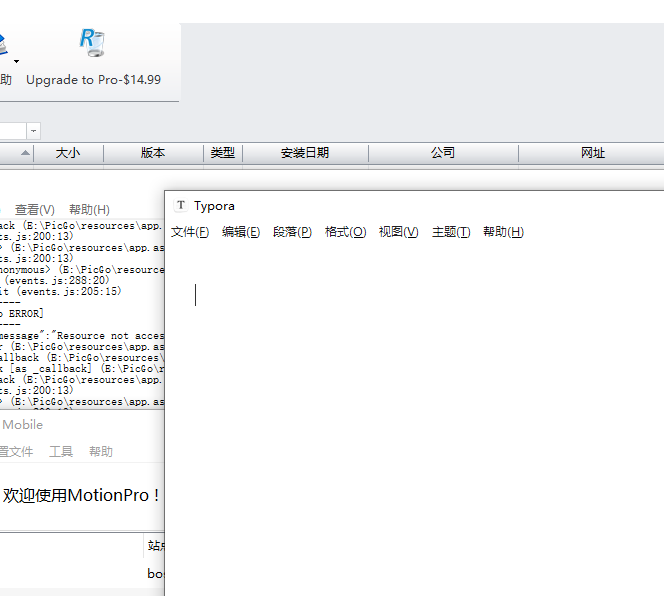 助 Upgrade to Pro-$14.99
大小 版本 类型 安装日期 公司 网址
查看(V) 帮助(H)
ack (E:\PicGo\resources\app.
s.js:200:13)
> (E:\PicGo\resources\app.as
s.js:200:13)
nonymous> (E:\PicGo\resource
(events.js:288:20)
it (events.js:205:15)
----
o ERROR]
----
message":"Resource not acces
r (E:\PicGo\resources\app.as
allback (E:\PicGo\resources\
k [as _callback] (E:\PicGo\r
ack (E:\PicGo\resources\app.
s.js:200:13)
> (E:\PicGo\resources\app.as
Typora
文件(F) 编辑(E) 段落(P) 格式(O) 视图(V) 主题(T) 帮助(H)
Mobile
置文件 工具 帮助
欢迎使用MotionPro！
站点
bos